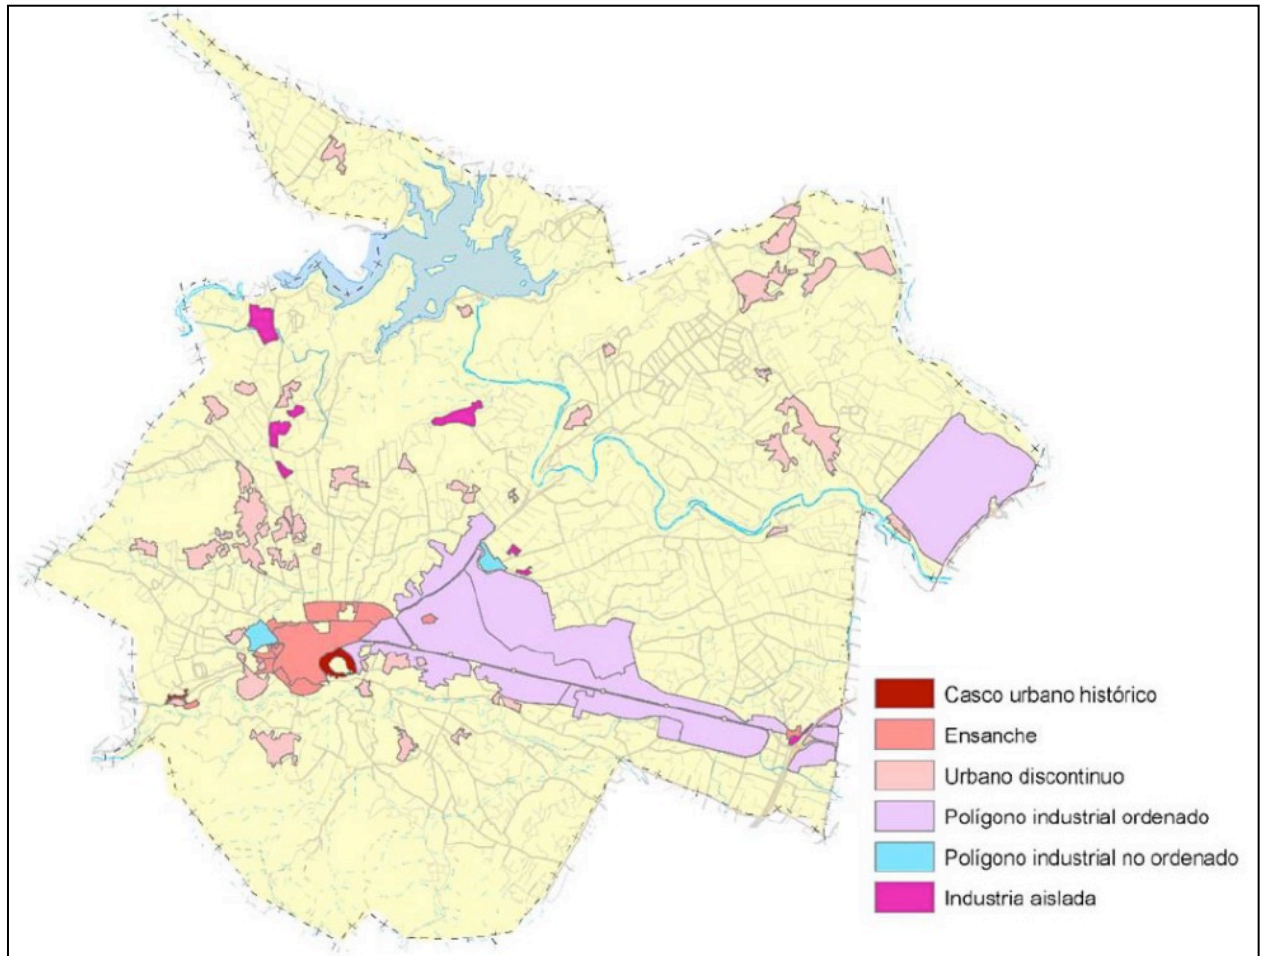 Casco urbano histórico
Ensanche
Urbano discontinuo
Polígono industrial ordenado
Polígono industrial no ordenado
Industria aislada